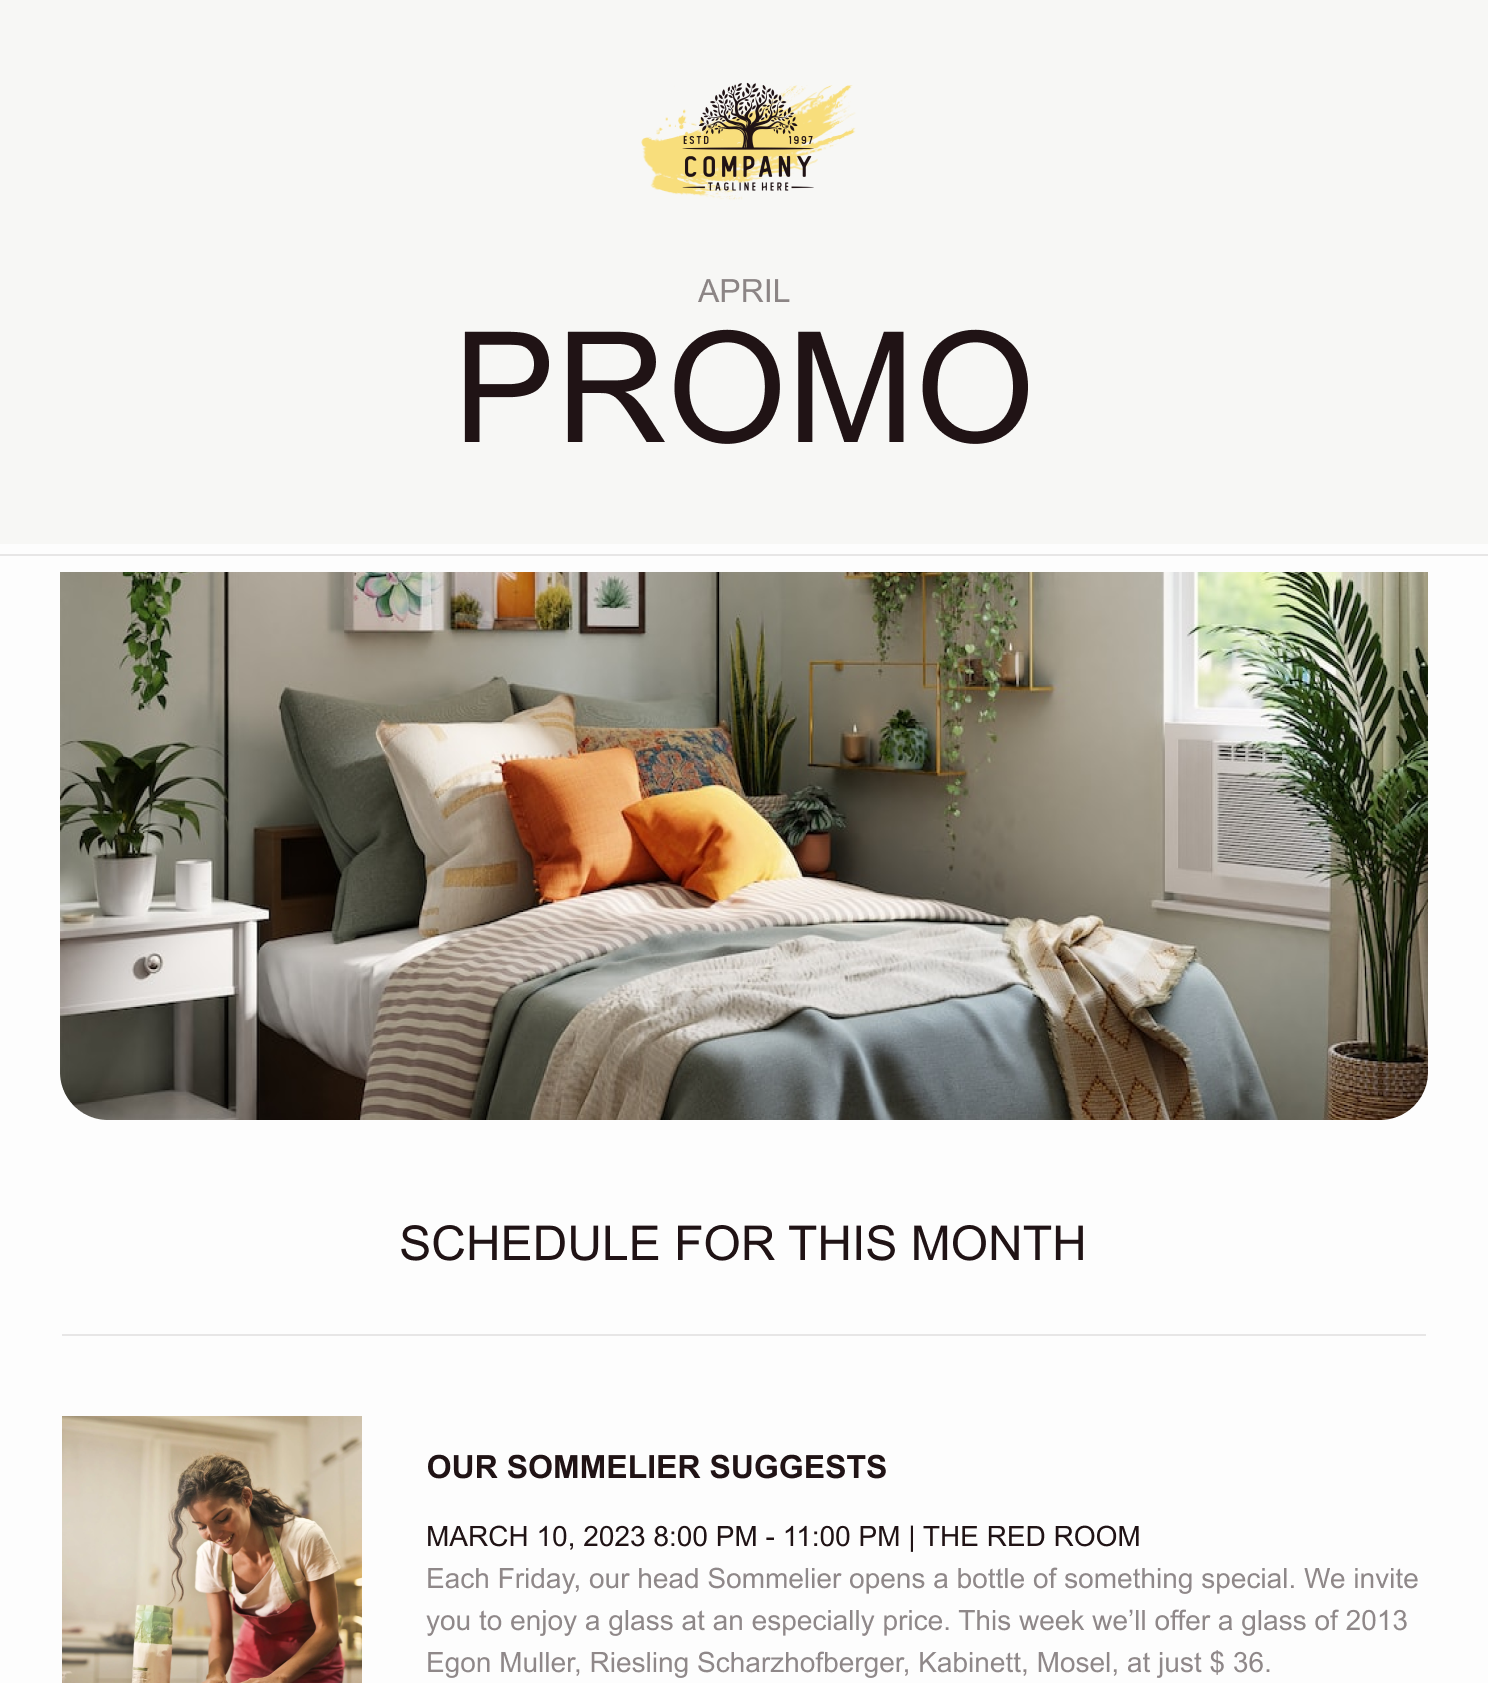 ESTD 1997
COMPANY
TAGLINE HERE
APRIL
PROMO
SCHEDULE FOR THIS MONTH
OUR SOMMELIER SUGGESTS
MARCH 10, 2023 8:00 PM - 11:00 PM | THE RED ROOM
Each Friday, our head Sommelier opens a bottle of something special. We invite
you to enjoy a glass at an especially price. This week we’ll offer a glass of 2013
Egon Muller, Riesling Scharzhofberger, Kabinett, Mosel, at just $ 36.